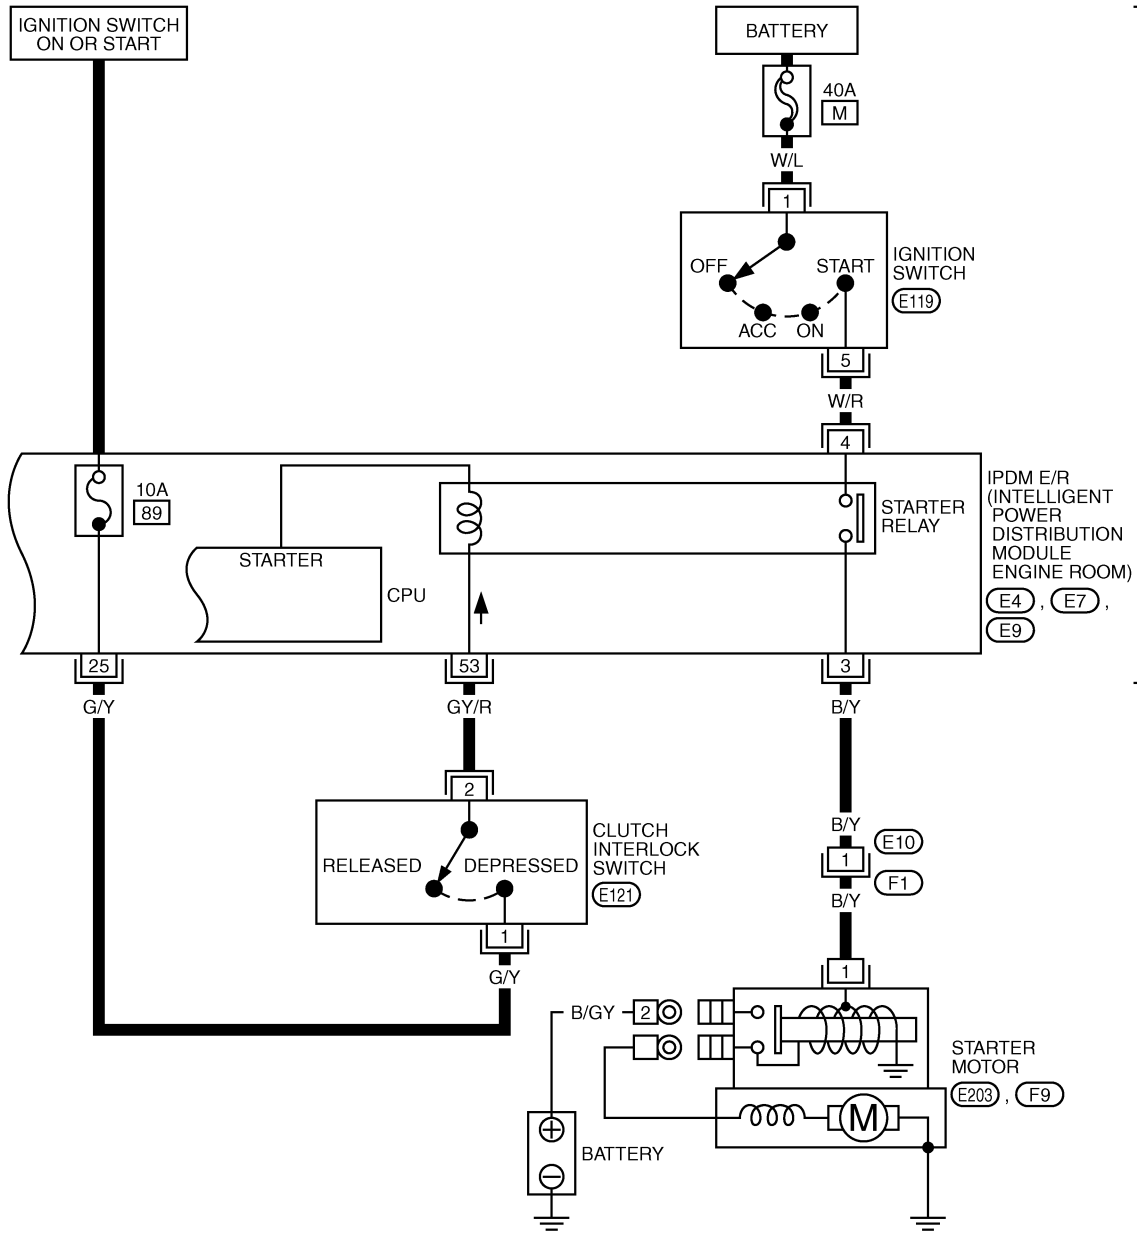 IGNITION SWITCH
ON OR START
BATTERY
40A
M
W/L
1
OFF
START
ACC
ON
IGNITION
SWITCH
E119
5
W/R
4
10A
89
STARTER
CPU
STARTER
RELAY
IPDM E/R
(INTELLIGENT
POWER
DISTRIBUTION
MODULE
ENGINE ROOM)
E4 , E7 ,
E9
25
53
3
G/Y
GY/R
B/Y
2
RELEASED
DEPRESSED
CLUTCH
INTERLOCK
SWITCH
E121
1
G/Y
B/Y
E10
1
F1
B/Y
1
B/GY
2
STARTER
MOTOR
E203 , F9
M
+
BATTERY
−